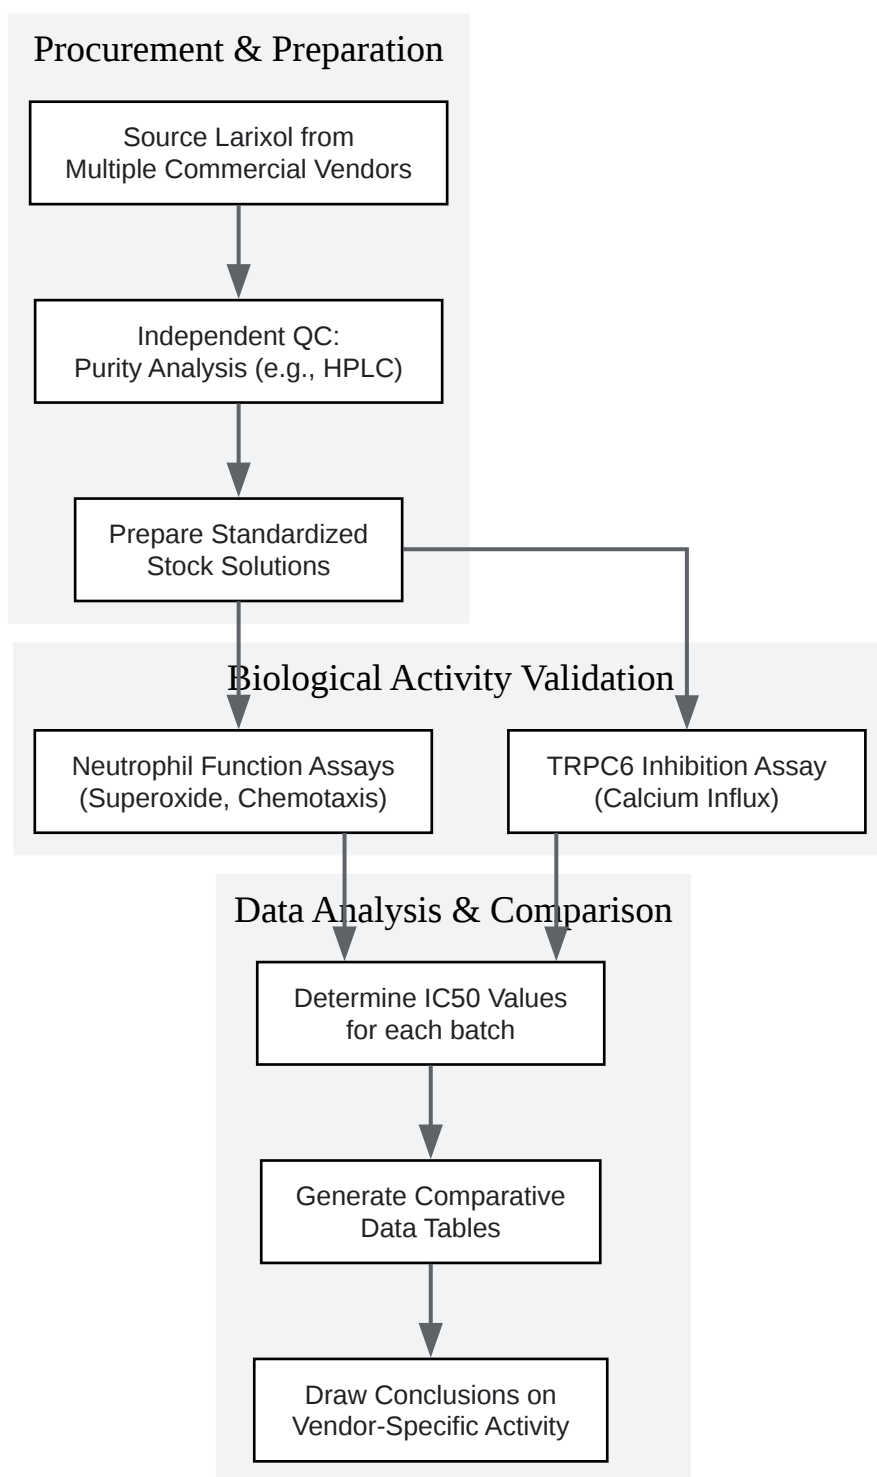 Procurement & Preparation
Source Larixol from
Multiple Commercial Vendors
Independent QC:
Purity Analysis (e.g., HPLC)
Prepare Standardized
Stock Solutions
Biological Activity Validation
Neutrophil Function Assays
(Superoxide, Chemotaxis)
TRPC6 Inhibition Assay
(Calcium Influx)
Data Analysis & Comparison
Determine IC50 Values
for each batch
Generate Comparative
Data Tables
Draw Conclusions on
Vendor-Specific Activity